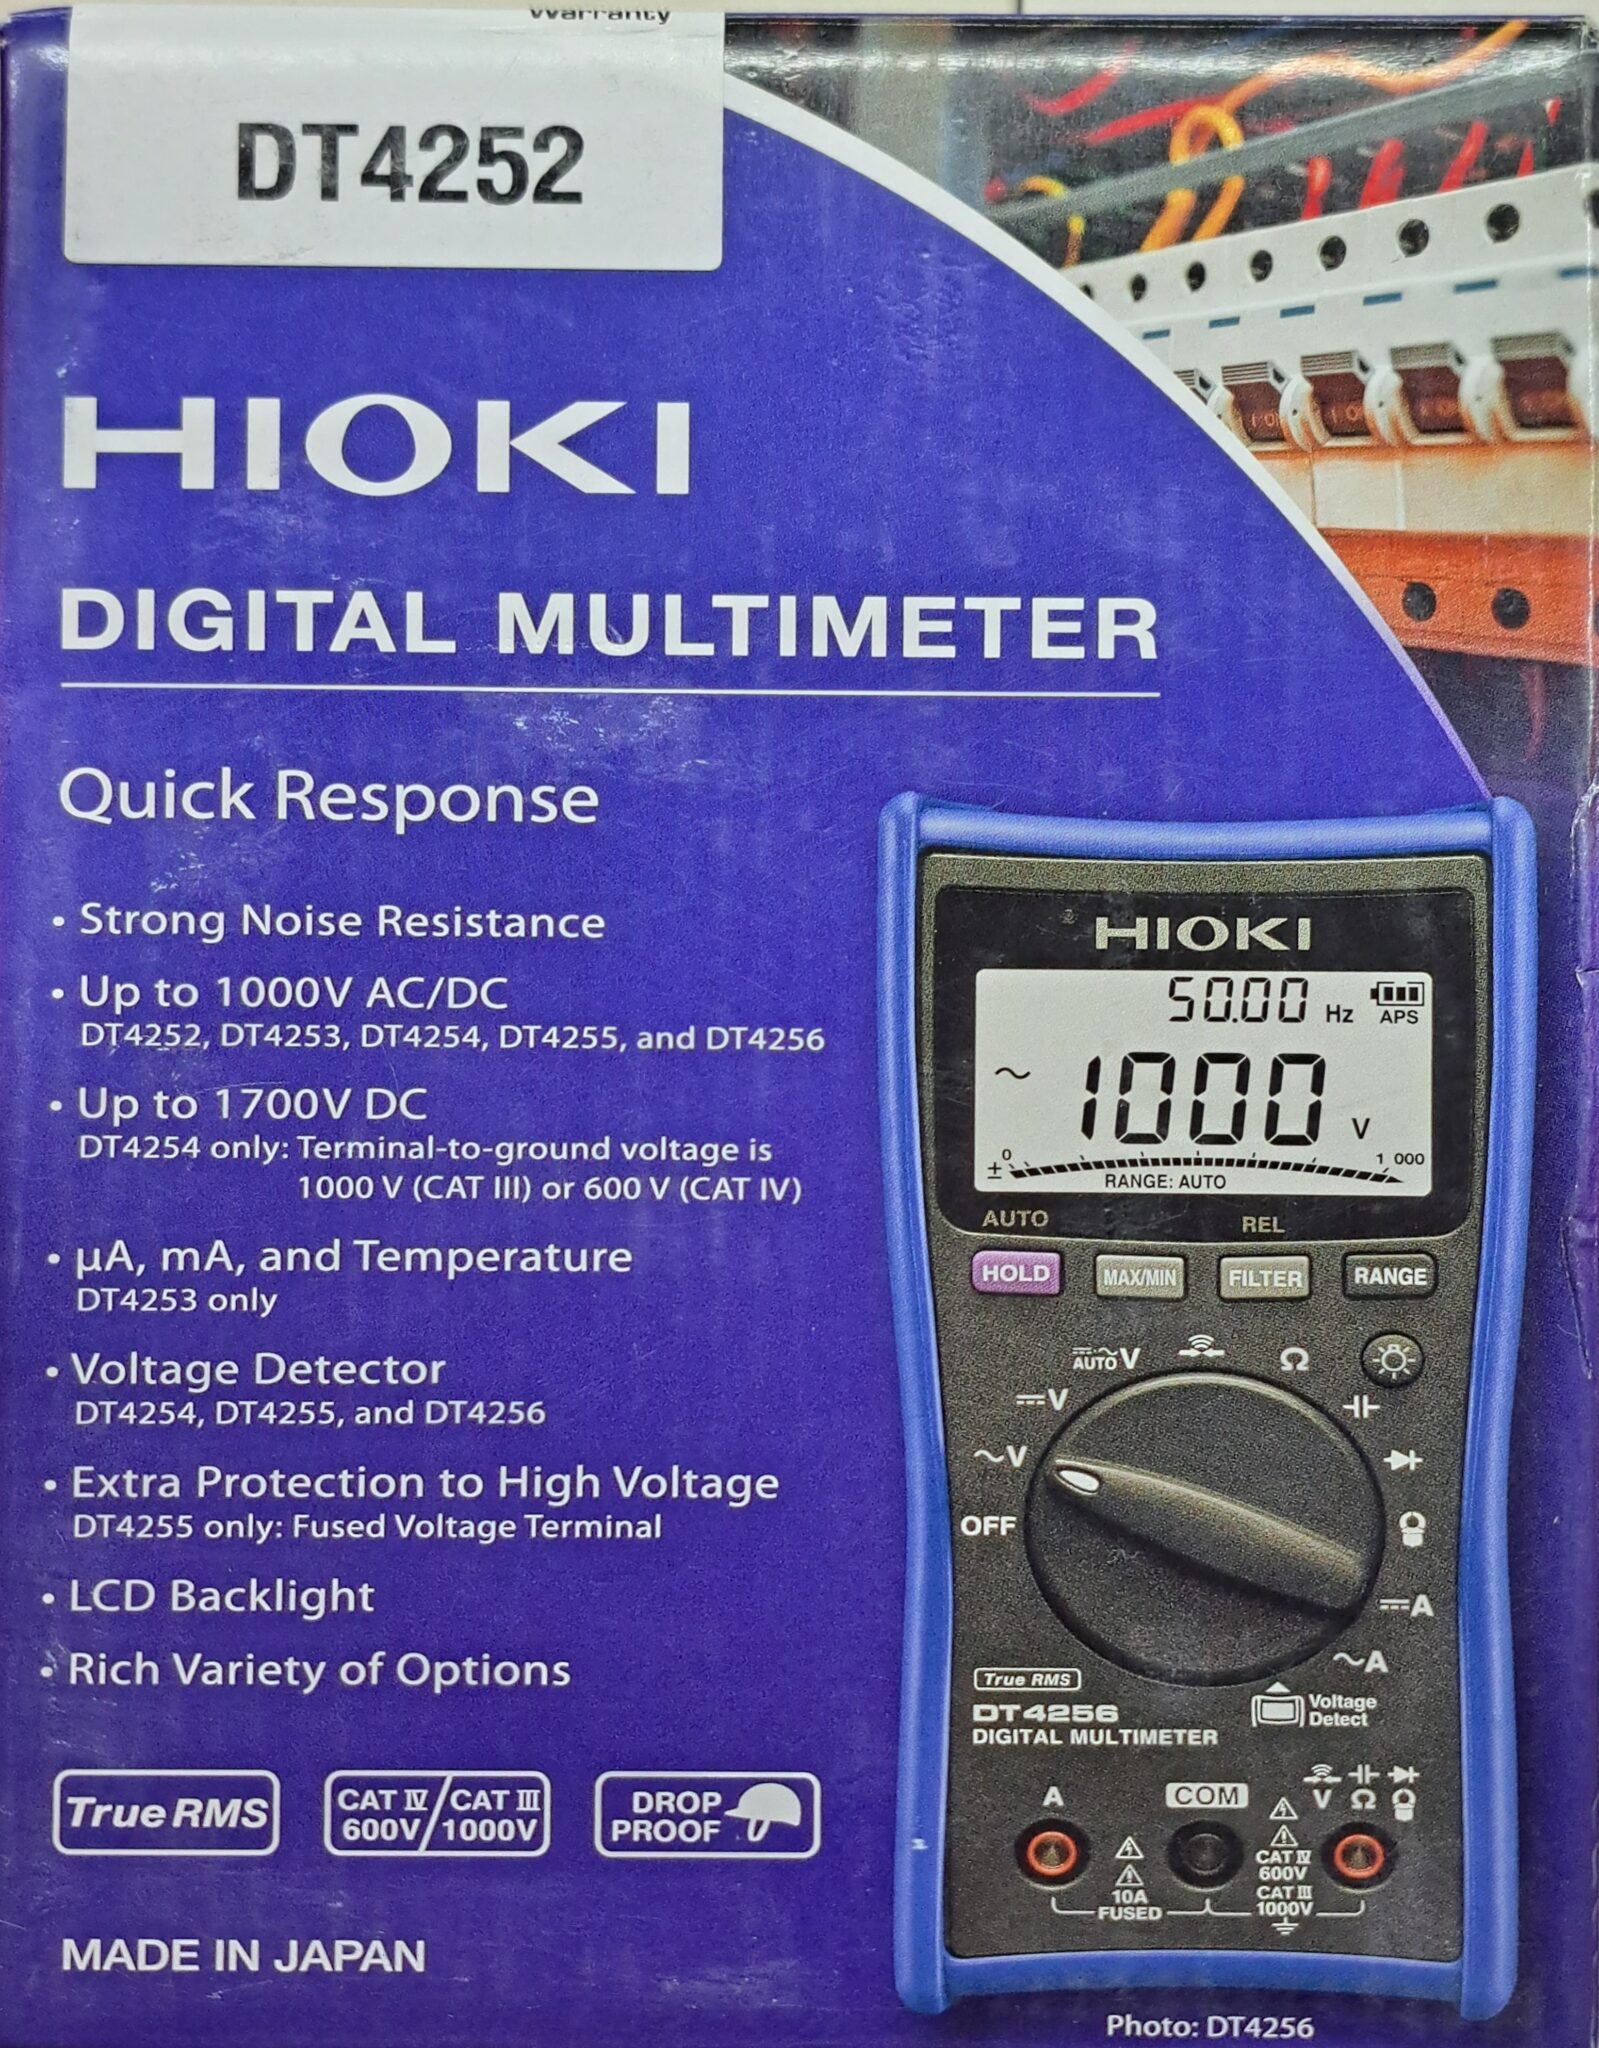 Warranty
DT4252
HIOKI
DIGITAL MULTIMETER
Quick Response
• Strong Noise Resistance
• Up to 1000V AC/DC
DT4252, DT4253, DT4254, DT4255, and DT4256
• Up to 1700V DC
DT4254 only: Terminal-to-ground voltage is
1000 V (CAT III) or 600 V (CAT IV)
• µA, mA, and Temperature
DT4253 only
• Voltage Detector
DT4254, DT4255, and DT4256
• Extra Protection to High Voltage
DT4255 only: Fused Voltage Terminal
• LCD Backlight
• Rich Variety of Options
True RMS
CAT IV/CAT III
600V/1000V
DROP
PROOF
MADE IN JAPAN
HIOKI
50.00 Hz
APS
~ 1000 V
± 0 1 000
RANGE: AUTO
AUTO REL
HOLD MAX/MIN FILTER RANGE
AUTO V Ω
V
~V
OFF
A
~A
Voltage
Detect
True RMS
DT4256
DIGITAL MULTIMETER
A COM V Ω
10A
FUSED
CAT IV
600V
CAT III
1000V
Photo: DT4256